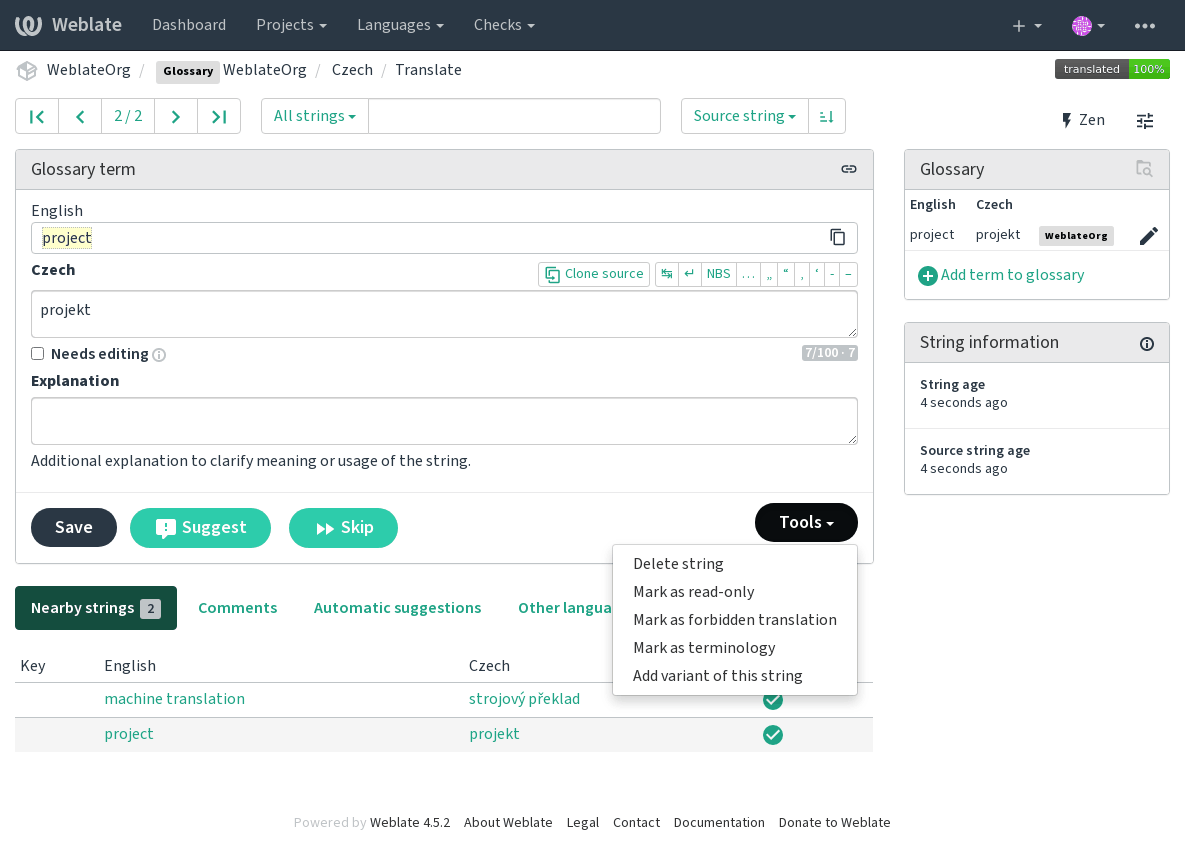 Weblate Dashboard Projects Languages Checks
WeblateOrg / Glossary WeblateOrg / Czech / Translate translated 100%
2 / 2 All strings Source string Zen
Glossary term
English
project
Czech Clone source ↹ ↵ NBS … „ “ ‚ ‘ - –
projekt
Needs editing 7/100 · 7
Explanation
Additional explanation to clarify meaning or usage of the string.
Save Suggest Skip Tools
Delete string
Mark as read-only
Mark as forbidden translation
Mark as terminology
Add variant of this string
Glossary
English Czech
project projekt WeblateOrg
Add term to glossary
String information
String age
4 seconds ago
Source string age
4 seconds ago
Nearby strings 2 Comments Automatic suggestions Other langua
Key English Czech
machine translation strojový překlad
project projekt
Powered by Weblate 4.5.2 About Weblate Legal Contact Documentation Donate to Weblate